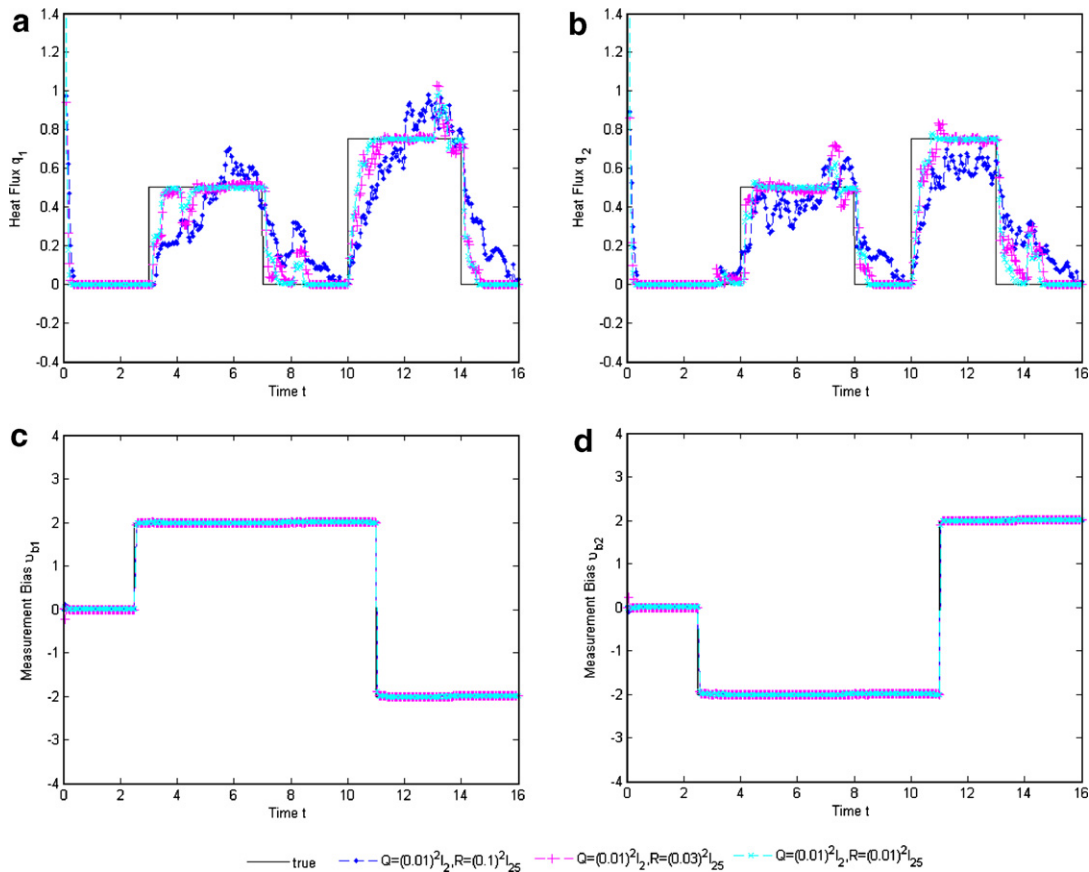 a
1.4
1.2
1
0.8
0.6
0.4
0.2
0
-0.2
-0.4
Heat Flux q1
0 2 4 6 8 10 12 14 16
Time t
b
1.4
1.2
1
0.8
0.6
0.4
0.2
0
-0.2
-0.4
Heat Flux q2
0 2 4 6 8 10 12 14 16
Time t
c
4
3
2
1
0
-1
-2
-3
-4
Measurement Bias υb1
0 2 4 6 8 10 12 14 16
Time t
d
4
3
2
1
0
-1
-2
-3
-4
Measurement Bias υb2
0 2 4 6 8 10 12 14 16
Time t
true Q=(0.01)²I₂,R=(0.1)²I₂₅ Q=(0.01)²I₂,R=(0.03)²I₂₅ Q=(0.01)²I₂,R=(0.01)²I₂₅